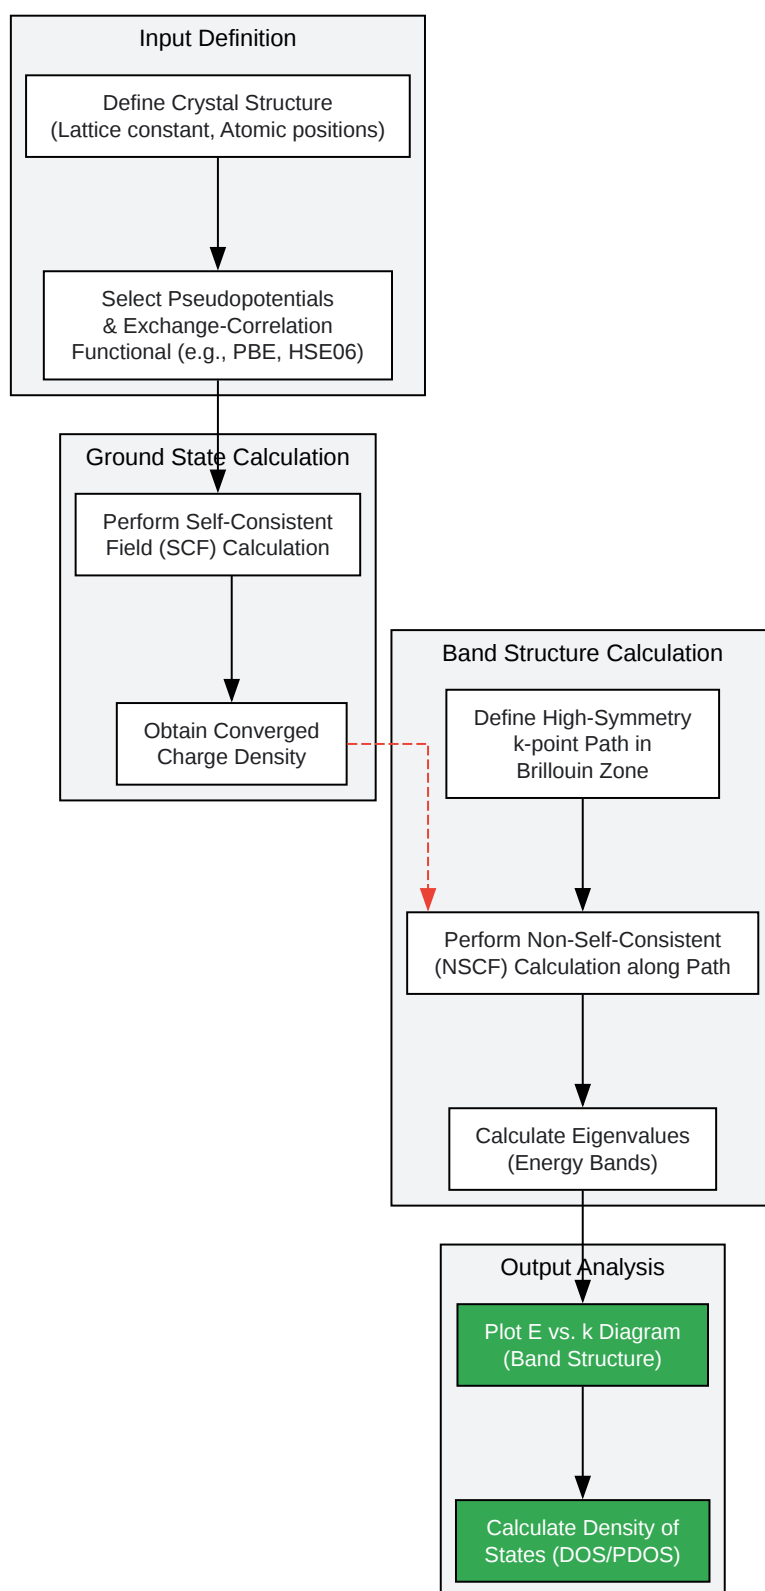 Input Definition
Define Crystal Structure
(Lattice constant, Atomic positions)
Select Pseudopotentials
& Exchange-Correlation
Functional (e.g., PBE, HSE06)
Ground State Calculation
Perform Self-Consistent
Field (SCF) Calculation
Obtain Converged
Charge Density
Band Structure Calculation
Define High-Symmetry
k-point Path in
Brillouin Zone
Perform Non-Self-Consistent
(NSCF) Calculation along Path
Calculate Eigenvalues
(Energy Bands)
Output Analysis
Plot E vs. k Diagram
(Band Structure)
Calculate Density of
States (DOS/PDOS)